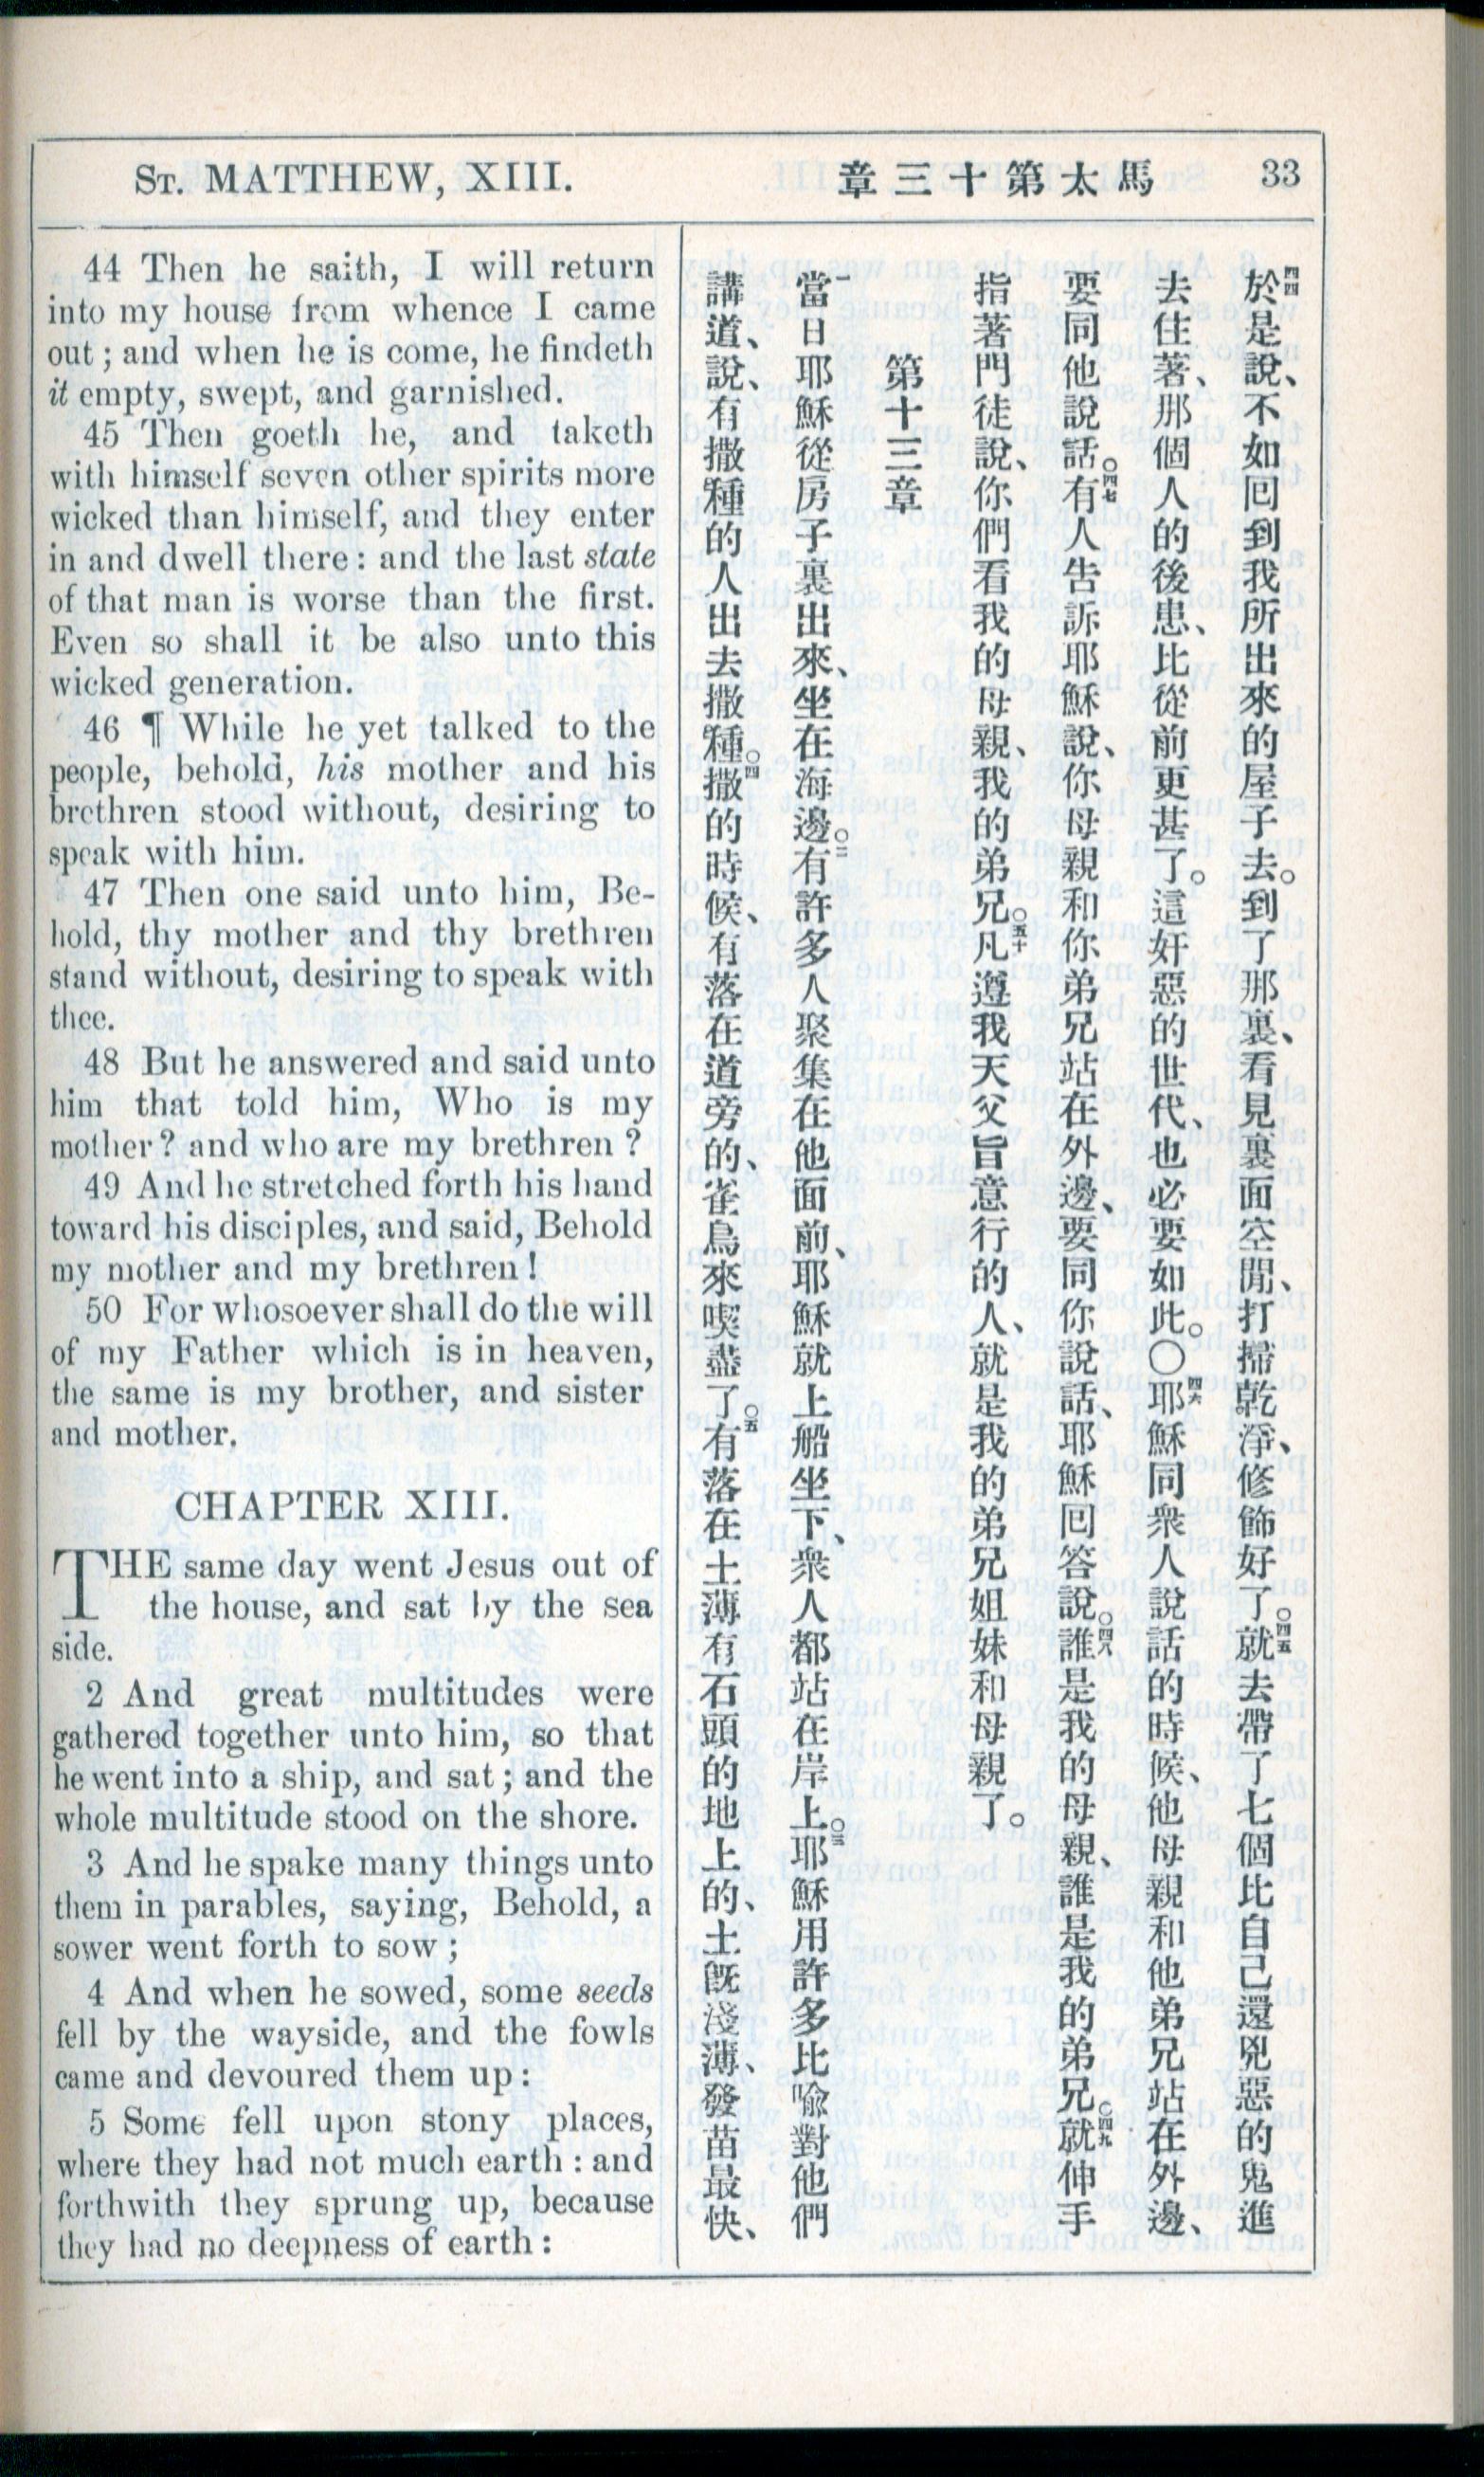 ST. MATTHEW, XIII.
章三十第太馬
33
44 Then he saith, I will return
into my house from whence I came
out; and when he is come, he findeth
it empty, swept, and garnished.
45 Then goeth he, and taketh
with himself seven other spirits more
wicked than himself, and they enter
in and dwell there: and the last state
of that man is worse than the first.
Even so shall it be also unto this
wicked generation.
46 ¶ While he yet talked to the
people, behold, his mother and his
brethren stood without, desiring to
speak with him.
47 Then one said unto him, Be-
hold, thy mother and thy brethren
stand without, desiring to speak with
thee.
48 But he answered and said unto
him that told him, Who is my
mother? and who are my brethren?
49 And he stretched forth his hand
toward his disciples, and said, Behold
my mother and my brethren!
50 For whosoever shall do the will
of my Father which is in heaven,
the same is my brother, and sister
and mother.
CHAPTER XIII.
THE same day went Jesus out of
the house, and sat by the sea
side.
2 And great multitudes were
gathered together unto him, so that
he went into a ship, and sat; and the
whole multitude stood on the shore.
3 And he spake many things unto
them in parables, saying, Behold, a
sower went forth to sow;
4 And when he sowed, some seeds
fell by the wayside, and the fowls
came and devoured them up:
5 Some fell upon stony places,
where they had not much earth: and
forthwith they sprung up, because
they had no deepness of earth:
四四於是說、不如回到我所出來的屋子去。到了那裏、看見裏面空閒、打掃乾淨、修飾好了。四五就去帶了七個比自己還兇惡的鬼進
去住著、那個人的後患、比從前更甚了。這奸惡的世代、也必要如此。○四六耶穌同衆人說話的時候、他母親和他弟兄站在外邊、
要同他說話。四七有人告訴耶穌說、你母親和你弟兄站在外邊、要同你說話、耶穌回答說。四八誰是我的母親、誰是我的弟兄。四九就伸手
指著門徒說、你們看我的母親、我的弟兄。五十凡遵我天父旨意行的人、就是我的弟兄姐妹和母親了。
第十三章
一當日耶穌從房子裏出來、坐在海邊。二有許多人聚集在他面前、耶穌就上船坐下、衆人都站在岸上。三耶穌用許多比喩對他們
講道、說、有撒種的人出去撒種。四撒的時候、有落在道旁的、雀鳥來喫盡了。五有落在土薄有石頭的地上的、土旣淺薄、發苗最快、